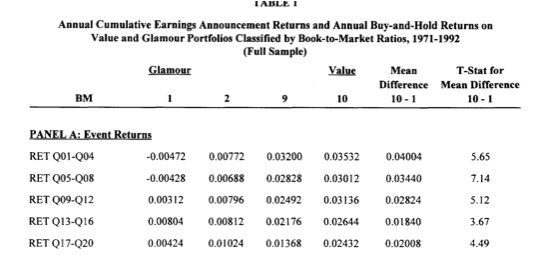 TABLE 1
Annual Cumulative Earnings Announcement Returns and Annual Buy-and-Hold Returns on
Value and Glamour Portfolios Classified by Book-to-Market Ratios, 1971-1992
(Full Sample)
Glamour Value Mean T-Stat for
Difference Mean Difference
BM 1 2 9 10 10 - 1 10 - 1
PANEL A: Event Returns
RET Q01-Q04 -0.00472 0.00772 0.03200 0.03532 0.04004 5.65
RET Q05-Q08 -0.00428 0.00688 0.02828 0.03012 0.03440 7.14
RET Q09-Q12 0.00312 0.00796 0.02492 0.03136 0.02824 5.12
RET Q13-Q16 0.00804 0.00812 0.02176 0.02644 0.01840 3.67
RET Q17-Q20 0.00424 0.01024 0.01368 0.02432 0.02008 4.49